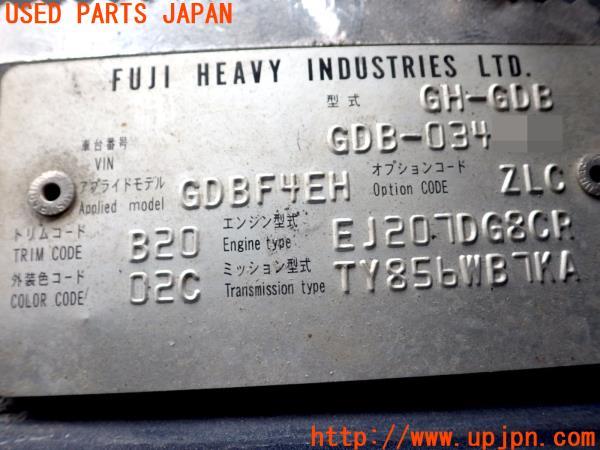 USED PARTS JAPAN
FUJI HEAVY INDUSTRIES LTD.
型式 GH-GDB
車台番号 VIN GDB-034
アプライドモデル Applied model GDBF4EH オプションコード Option CODE ZLC
トリムコード TRIM CODE B20 エンジン型式 Engine type EJ207DG8CR
外装色コード COLOR CODE 02C ミッション型式 Transmission type TY856WB7KA
http://www.upjpn.com